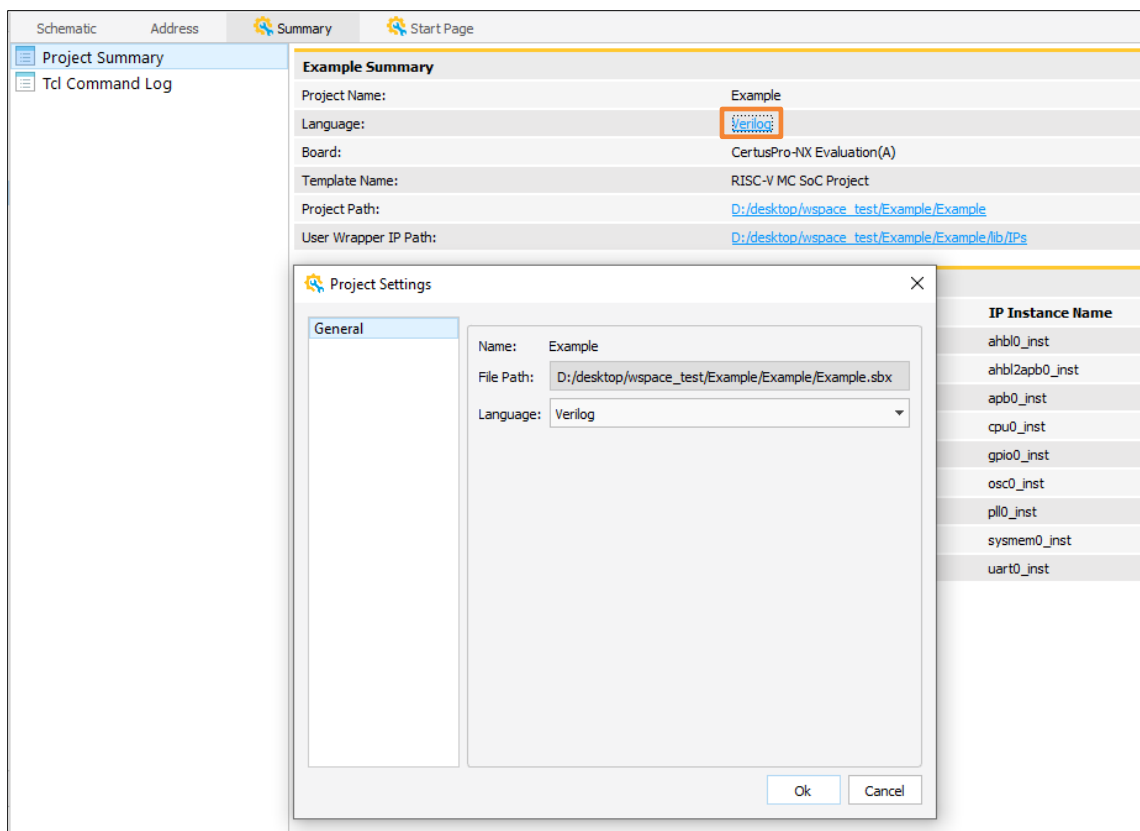 Schematic Address Summary Start Page
Project Summary
Tcl Command Log
Example Summary
Project Name: Example
Language: Verilog
Board: CertusPro-NX Evaluation(A)
Template Name: RISC-V MC SoC Project
Project Path: D:/desktop/wspace_test/Example/Example
User Wrapper IP Path: D:/desktop/wspace_test/Example/Example/lib/IPs
Project Settings
General
Name: Example
File Path: D:/desktop/wspace_test/Example/Example/Example.sbx
Language: Verilog
Ok Cancel
IP Instance Name
ahbl0_inst
ahbl2apb0_inst
apb0_inst
cpu0_inst
gpio0_inst
osc0_inst
pll0_inst
sysmem0_inst
uart0_inst